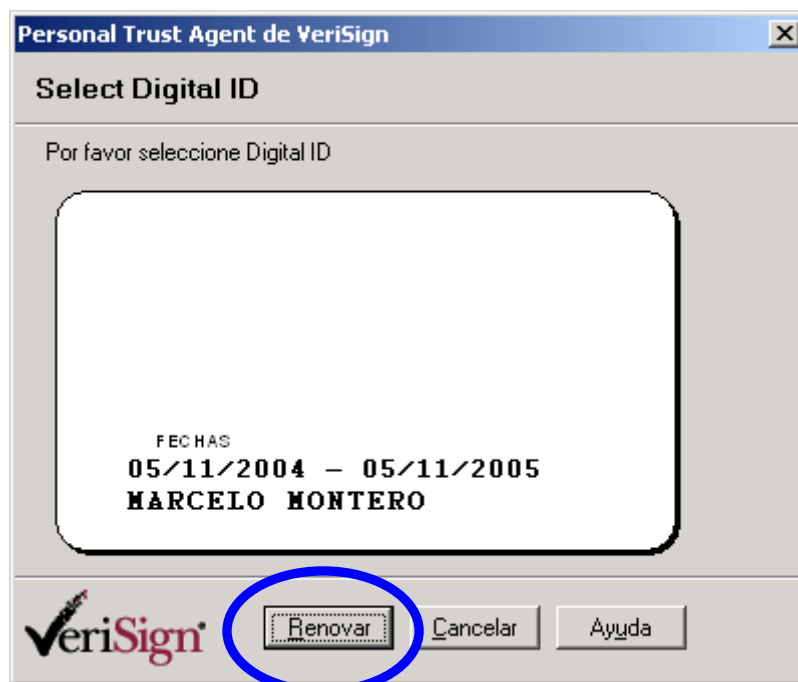 Personal Trust Agent de VeriSign
Select Digital ID
Por favor seleccione Digital ID
FECHAS
05/11/2004 – 05/11/2005
MARCELO MONTERO
VeriSign Renovar Cancelar Ayuda